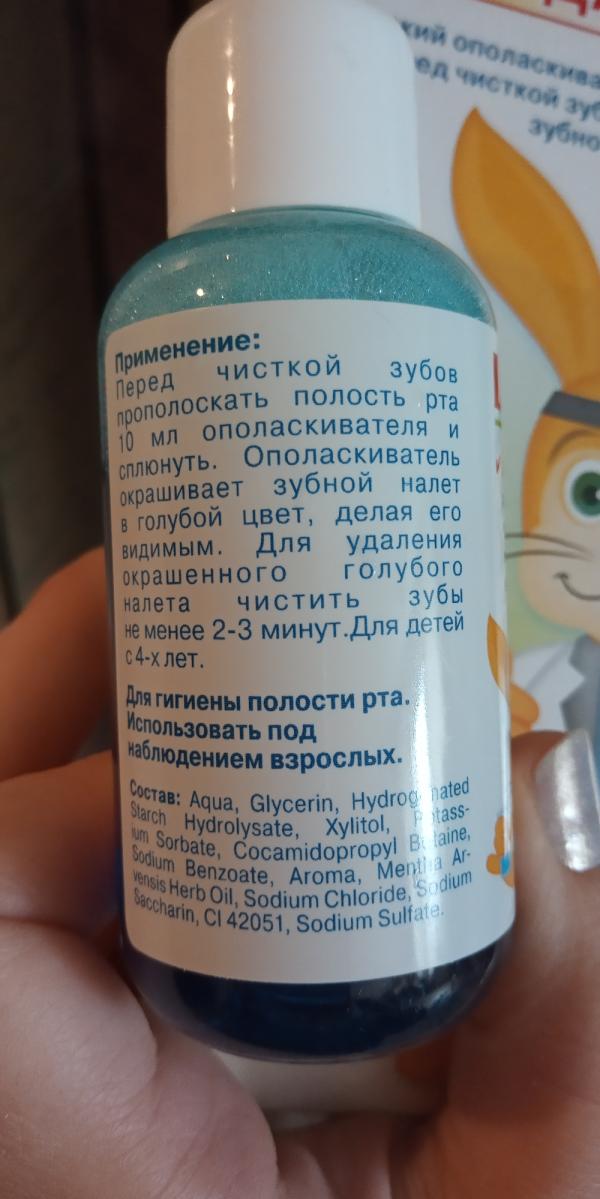 кий ополаскива
ед чисткой зуб
зубно
Применение:
Перед чисткой зубов
прополоскать полость рта
10 мл ополаскивателя и
сплюнуть. Ополаскиватель
окрашивает зубной налет
в голубой цвет, делая его
видимым. Для удаления
окрашенного голубого
налета чистить зубы
не менее 2-3 минут.Для детей
с 4-х лет.
Для гигиены полости рта.
Использовать под
наблюдением взрослых.
Состав: Aqua, Glycerin, Hydrogenated
Starch Hydrolysate, Xylitol, Potass-
ium Sorbate, Cocamidopropyl Betaine,
Sodium Benzoate, Aroma, Mentha Ar-
vensis Herb Oil, Sodium Chloride, Sodium
Saccharin, CI 42051, Sodium Sulfate.